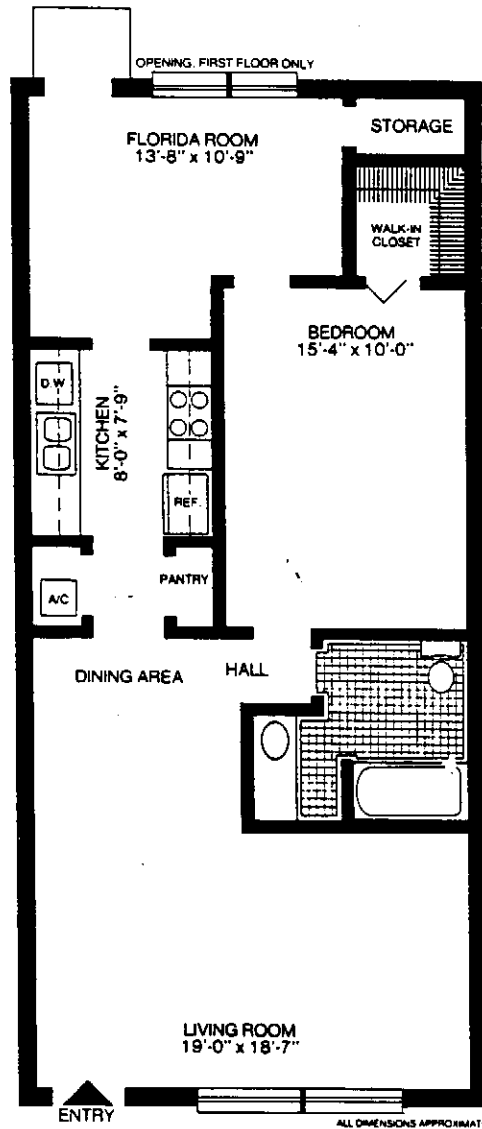 OPENING, FIRST FLOOR ONLY
FLORIDA ROOM
13'-8" x 10'-9"
STORAGE
WALK-IN
CLOSET
BEDROOM
15'-4" x 10'-0"
D.W
KITCHEN
8'-0" x 7'-9"
REF.
A/C
PANTRY
DINING AREA
HALL
LIVING ROOM
19'-0" x 18'-7"
ENTRY
ALL DIMENSIONS APPROXIMAT